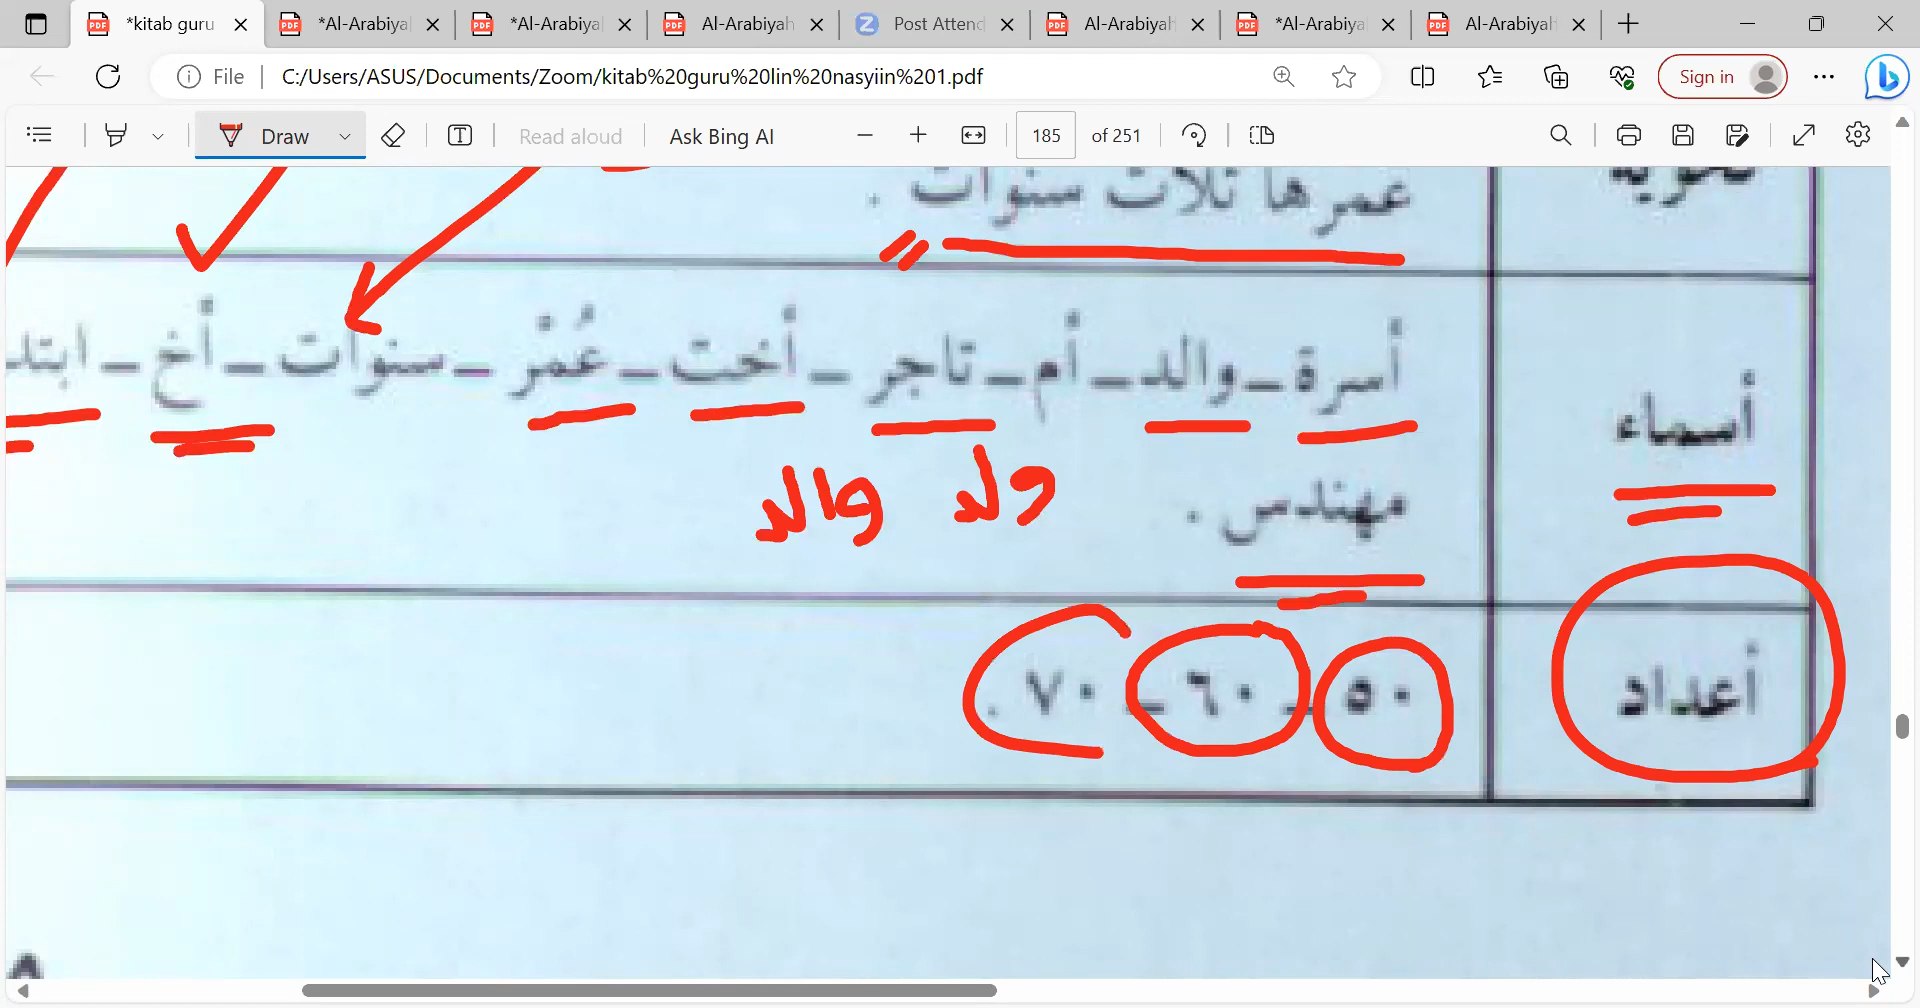 *kitab guru
*Al-Arabiya
*Al-Arabiya
Al-Arabiyah
Post Attend
Al-Arabiyah
*Al-Arabiya
Al-Arabiyah
File
C:/Users/ASUS/Documents/Zoom/kitab%20guru%20lin%20nasyiin%201.pdf
Sign in
Draw
Read aloud
Ask Bing AI
185
of 251
عمرها ثلاث سنوات .
أسماء
أسرة – والد – أم – تاجر – أخت – عُمْر – سنوات – أخ –
مهندس .
ولد والد
أعداد
٥٠ – ٦٠ – ٧٠ .